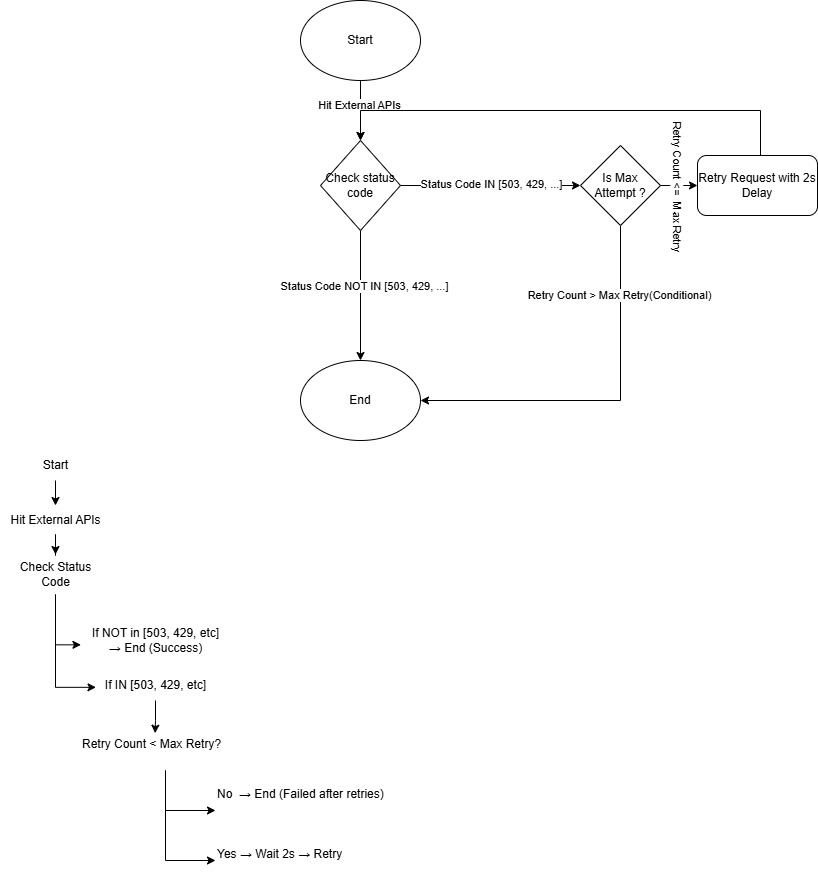 Start
Hit External APIs
Check status
code
Status Code IN [503, 429, ...]
Is Max
Attempt ?
Retry Count <= Max Retry
Retry Request with 2s
Delay
Status Code NOT IN [503, 429, ...]
Retry Count > Max Retry(Conditional)
End
Start
Hit External APIs
Check Status
Code
If NOT in [503, 429, etc]
→ End (Success)
If IN [503, 429, etc]
Retry Count < Max Retry?
No → End (Failed after retries)
Yes → Wait 2s → Retry